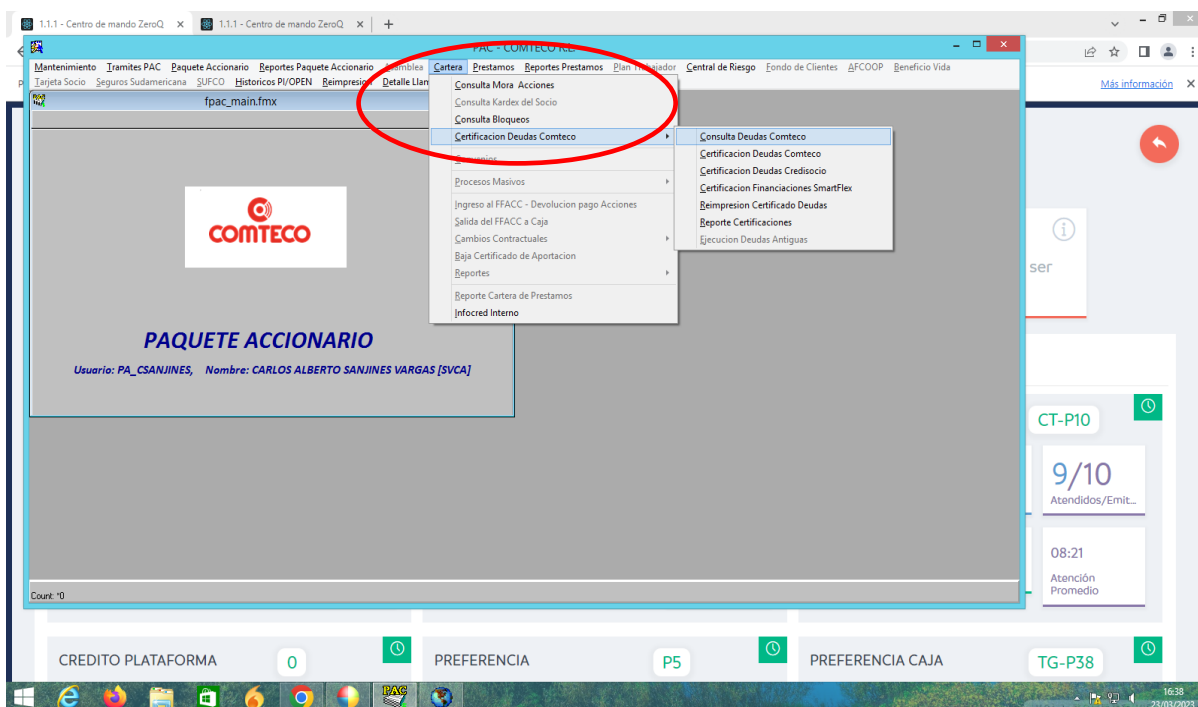 1.1.1 - Centro de mando ZeroQ
1.1.1 - Centro de mando ZeroQ
PAC - COMTECO R.L.
Mantenimiento Tramites PAC Paquete Accionario Reportes Paquete Accionario Asamblea Cartera Prestamos Reportes Prestamos Plan Trabajador Central de Riesgo Fondo de Clientes AFCOOP Beneficio Vida
Tarjeta Socio Seguros Sudamericana SUFCO Historicos PI/OPEN Reimpresion Detalle Llam
Más información
fpac_main.fmx
Consulta Mora Acciones
Consulta Kardex del Socio
Consulta Bloqueos
Certificacion Deudas Comteco
Convenios
Procesos Masivos
Ingreso al FFACC - Devolucion pago Acciones
Salida del FFACC a Caja
Cambios Contractuales
Baja Certificado de Aportacion
Reportes
Reporte Cartera de Prestamos
Infocred Interno
Consulta Deudas Comteco
Certificacion Deudas Comteco
Certificacion Deudas Credisocio
Certificacion Financiaciones SmartFlex
Reimpresion Certificado Deudas
Reporte Certificaciones
Ejecucion Deudas Antiguas
COMTECO
PAQUETE ACCIONARIO
Usuario: PA_CSANJINES, Nombre: CARLOS ALBERTO SANJINES VARGAS [SVCA]
ser
CT-P10
9/10
Atendidos/Emit...
08:21
Atención
Promedio
Count: *0
CREDITO PLATAFORMA 0
PREFERENCIA P5
PREFERENCIA CAJA TG-P38
PAC
16:38
23/03/2023